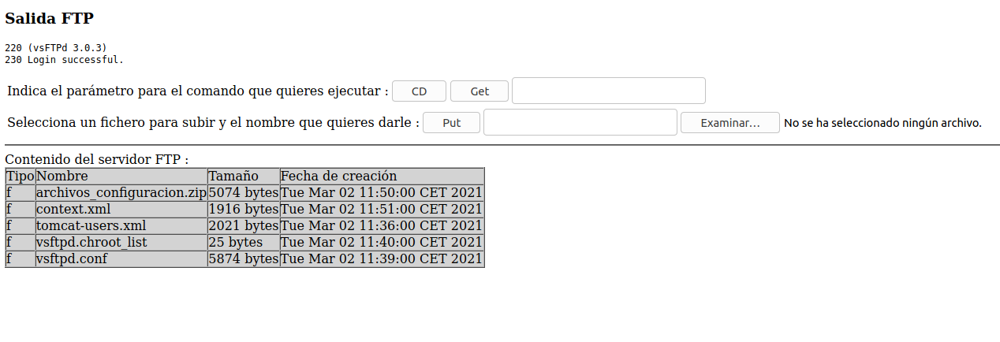 Salida FTP
220 (vsFTPd 3.0.3)
230 Login successful.
Indica el parámetro para el comando que quieres ejecutar : CD Get
Selecciona un fichero para subir y el nombre que quieres darle : Put Examinar... No se ha seleccionado ningún archivo.
Contenido del servidor FTP :
Tipo Nombre Tamaño Fecha de creación
f archivos_configuracion.zip 5074 bytes Tue Mar 02 11:50:00 CET 2021
f context.xml 1916 bytes Tue Mar 02 11:51:00 CET 2021
f tomcat-users.xml 2021 bytes Tue Mar 02 11:36:00 CET 2021
f vsftpd.chroot_list 25 bytes Tue Mar 02 11:40:00 CET 2021
f vsftpd.conf 5874 bytes Tue Mar 02 11:39:00 CET 2021